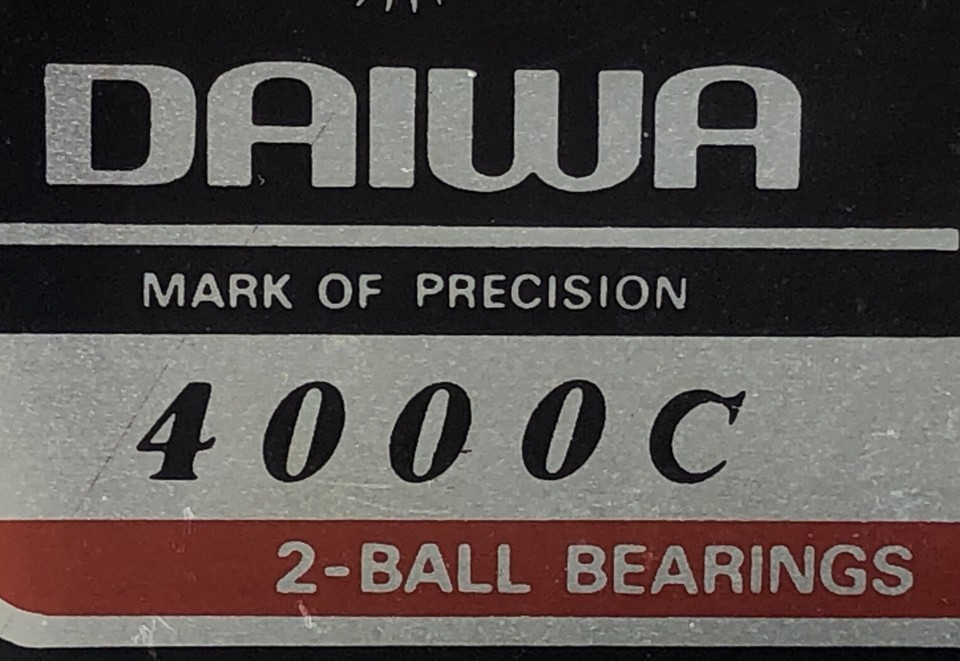 DAIWA
MARK OF PRECISION
4000C
2-BALL BEARINGS